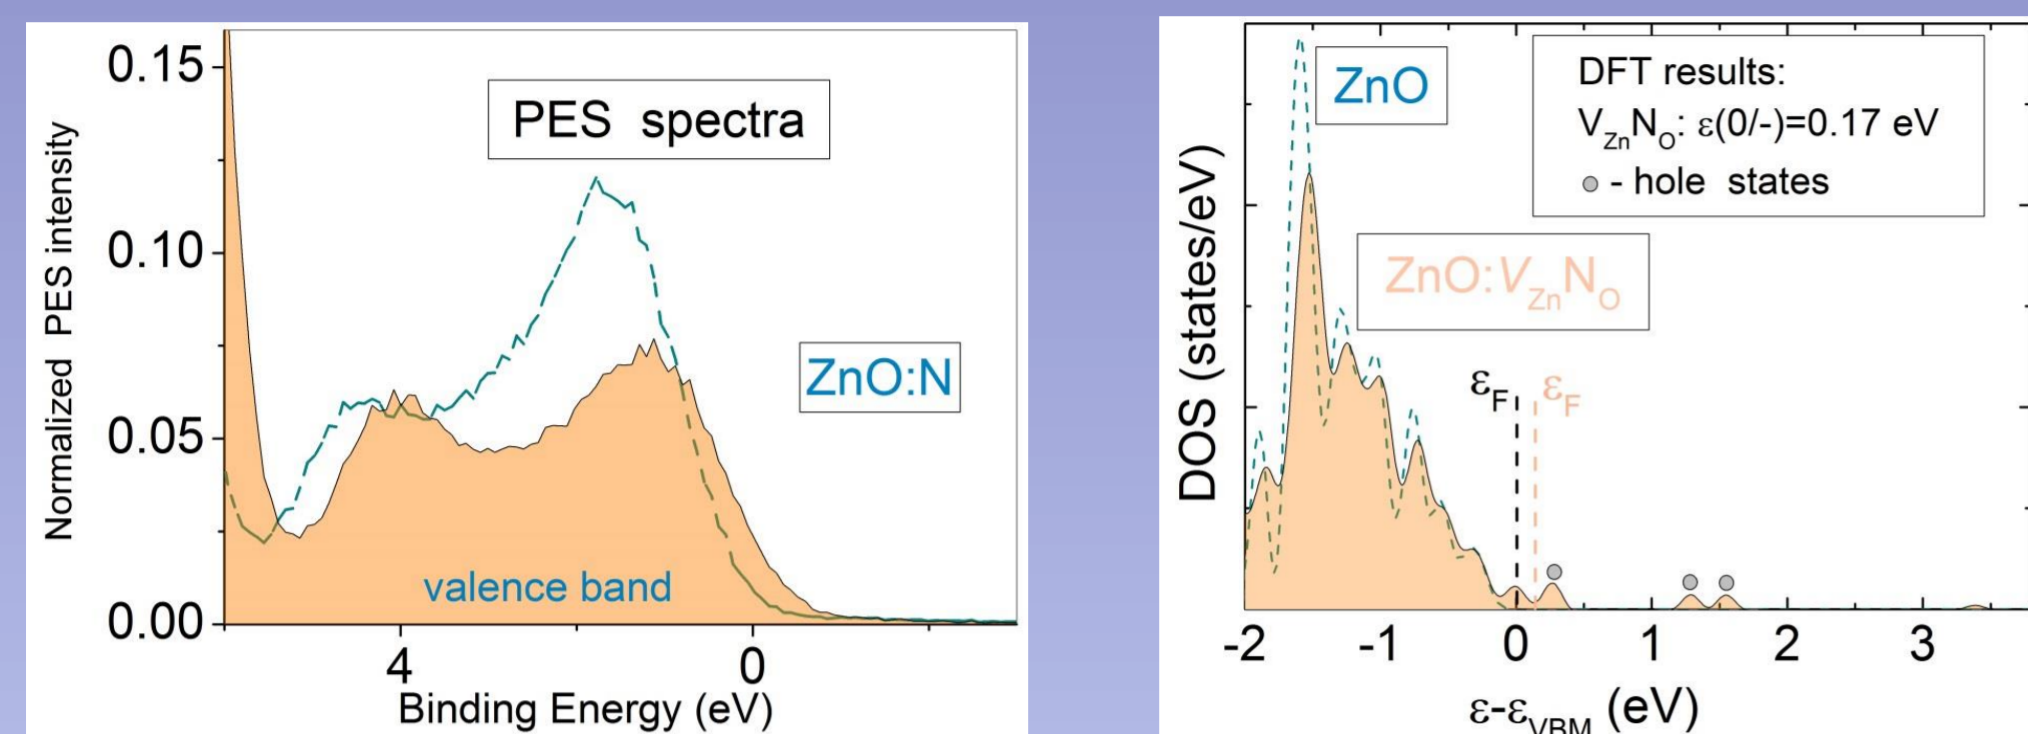 0.15
0.10
0.05
0.00
Normalized PES intensity
PES spectra
ZnO:N
valence band
4 0
Binding Energy (eV)
DOS (states/eV)
ZnO
DFT results:
V_Zn N_O: ε(0/-)=0.17 eV
- hole states
ZnO:V_Zn N_O
ε_F ε_F
-2 -1 0 1 2 3
ε-ε_VBM (eV)